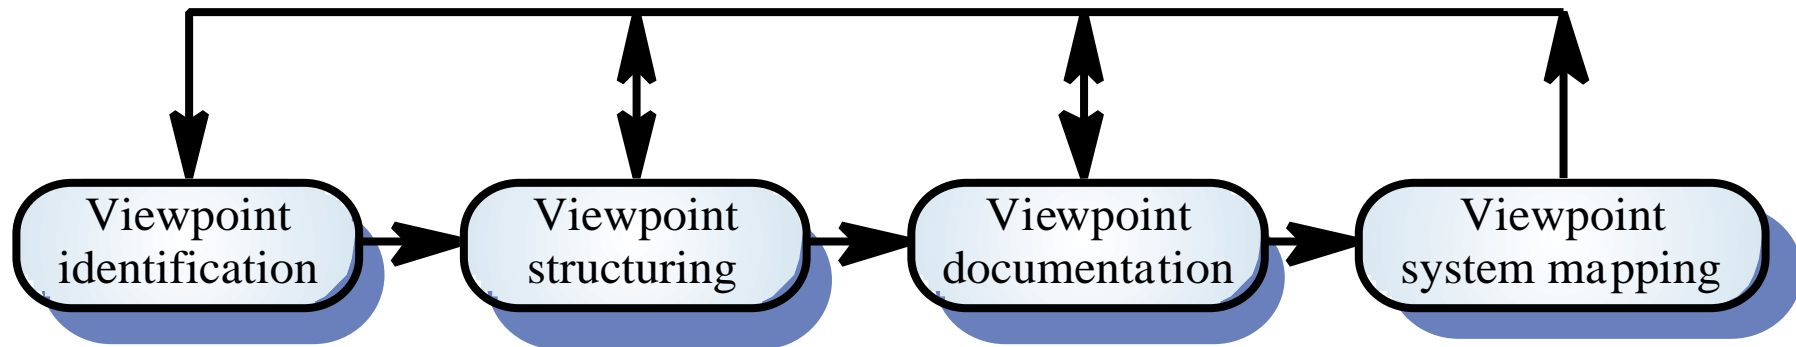 Viewpoint
identification
Viewpoint
structuring
Viewpoint
documentation
Viewpoint
system mapping